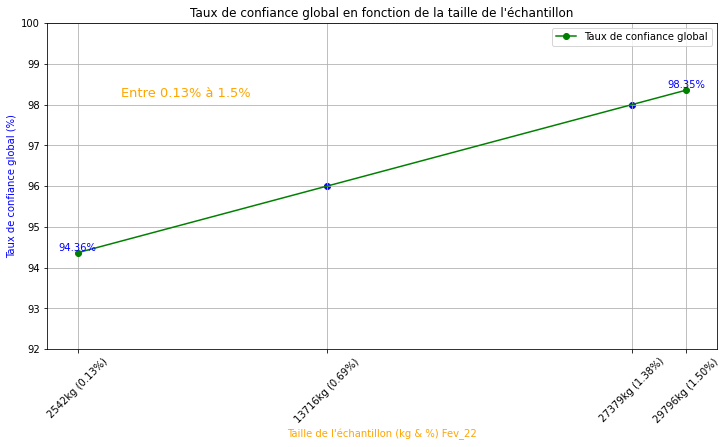 Taux de confiance global en fonction de la taille de l'échantillon
100
99
98
97
96
95
94
93
92
Taux de confiance global (%)
Taux de confiance global
Entre 0.13% à 1.5%
98.35%
94.36%
2542kg (0.13%)
13716kg (0.69%)
27379kg (1.38%)
29796kg (1.50%)
Taille de l'échantillon (kg & %) Fev_22